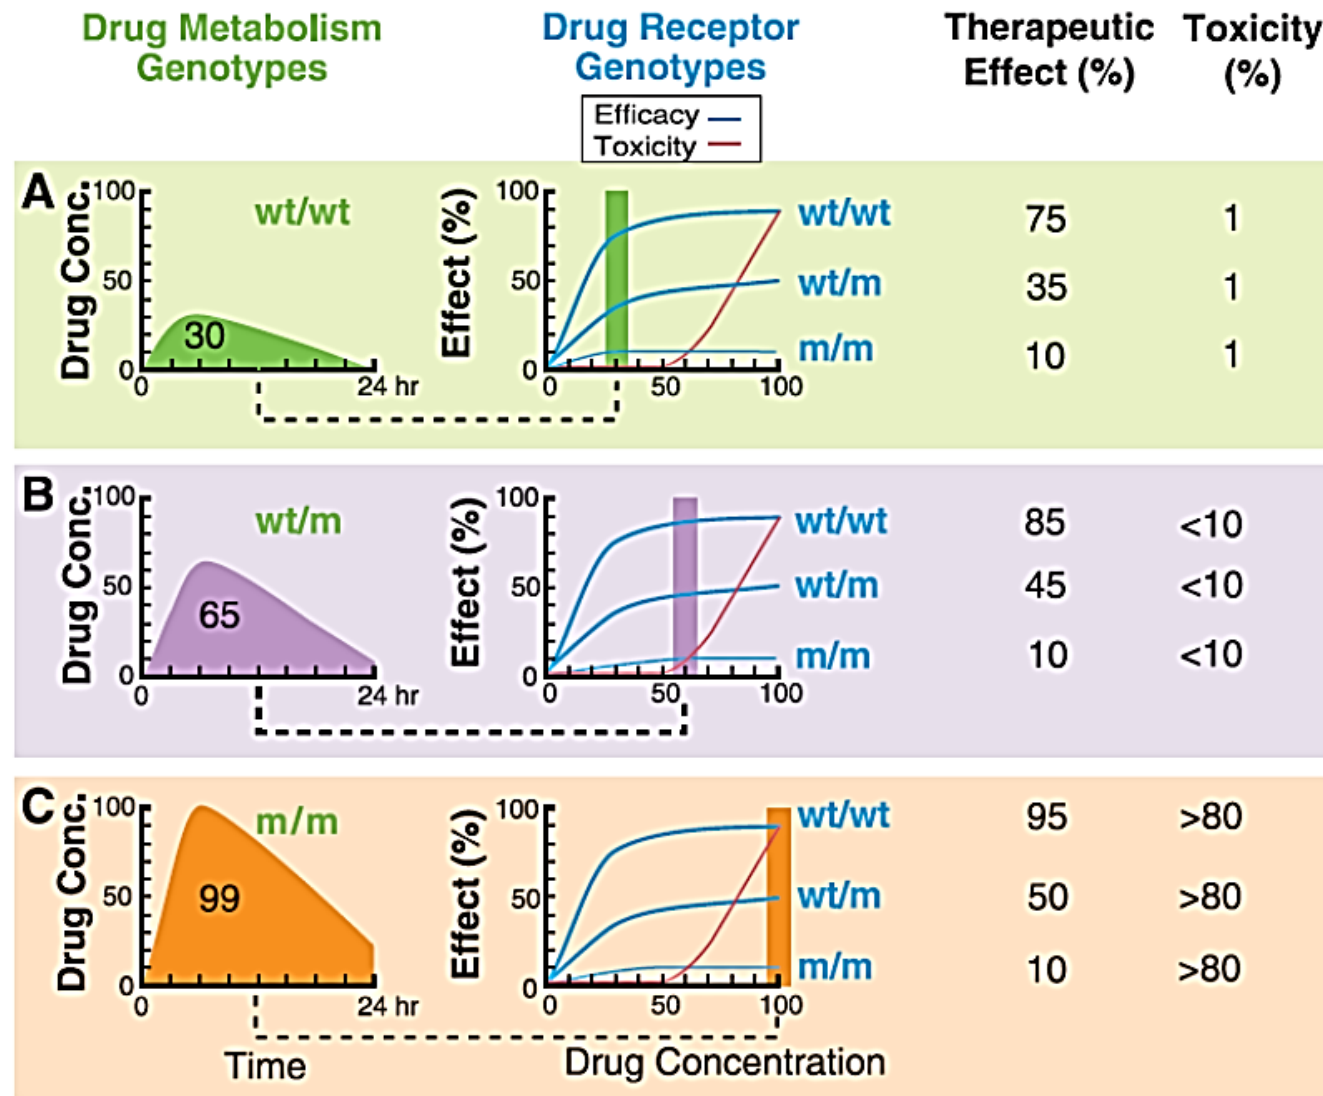 Drug Metabolism
Genotypes
Drug Receptor
Genotypes
Therapeutic
Effect (%)
Toxicity
(%)
Efficacy
Toxicity
A
Drug Conc.
100
50
0
wt/wt
30
0
24 hr
Effect (%)
100
50
0
0
50
100
wt/wt
wt/m
m/m
75
1
35
1
10
1
B
Drug Conc.
100
50
0
wt/m
65
0
24 hr
Effect (%)
100
50
0
0
50
100
wt/wt
wt/m
m/m
85
<10
45
<10
10
<10
C
Drug Conc.
100
50
0
m/m
99
0
24 hr
Effect (%)
100
50
0
0
50
100
wt/wt
wt/m
m/m
95
>80
50
>80
10
>80
Time
Drug Concentration